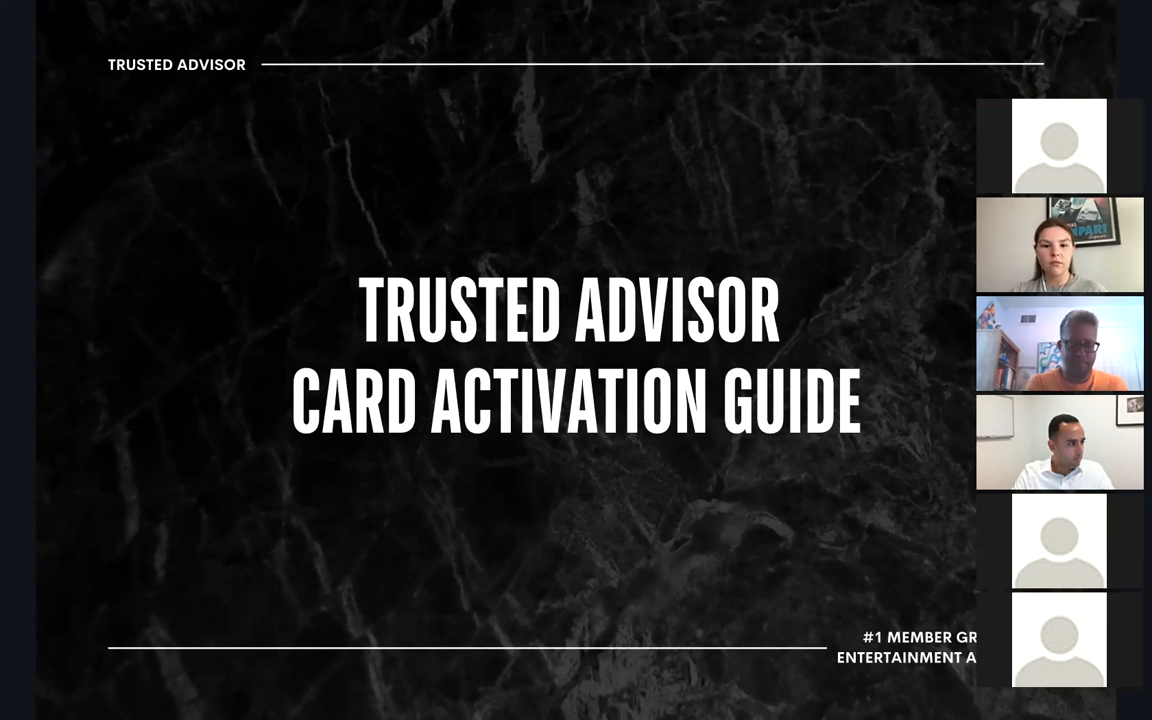 TRUSTED ADVISOR
TRUSTED ADVISOR
CARD ACTIVATION GUIDE
#1 MEMBER GR
ENTERTAINMENT A